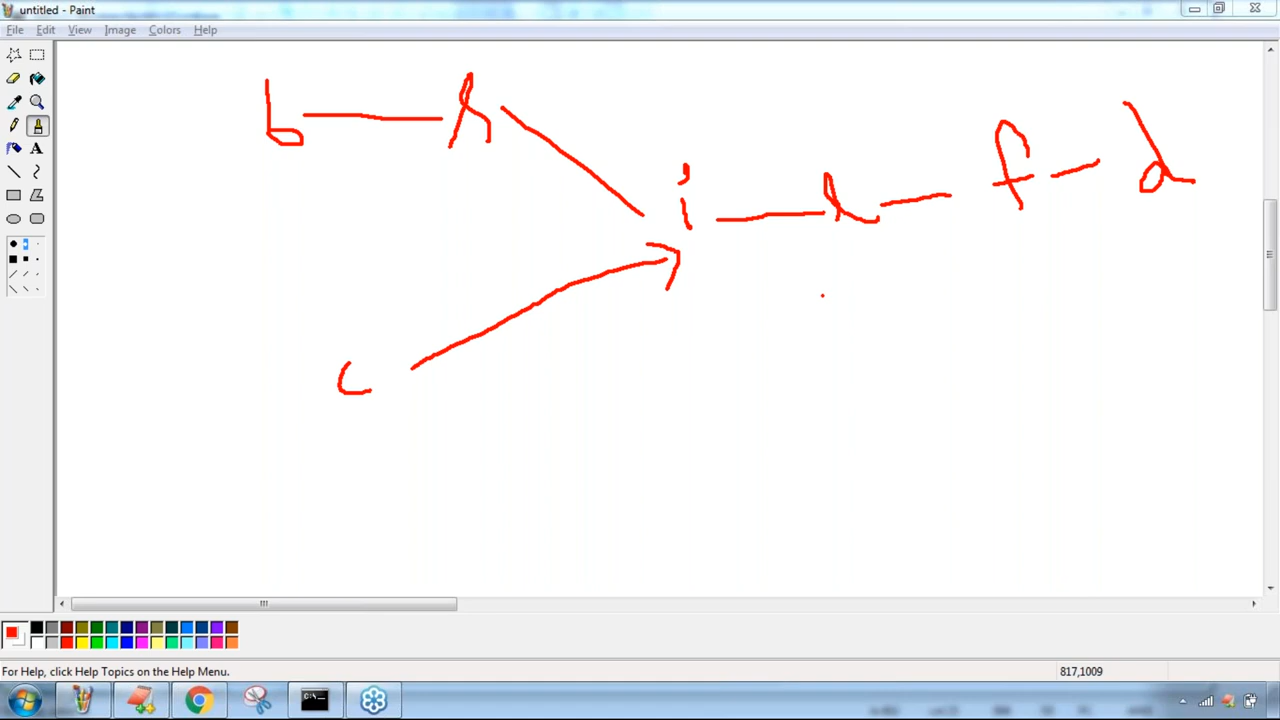 untitled - Paint
File Edit View Image Colors Help
b h i f d
c
For Help, click Help Topics on the Help Menu. 817,1009